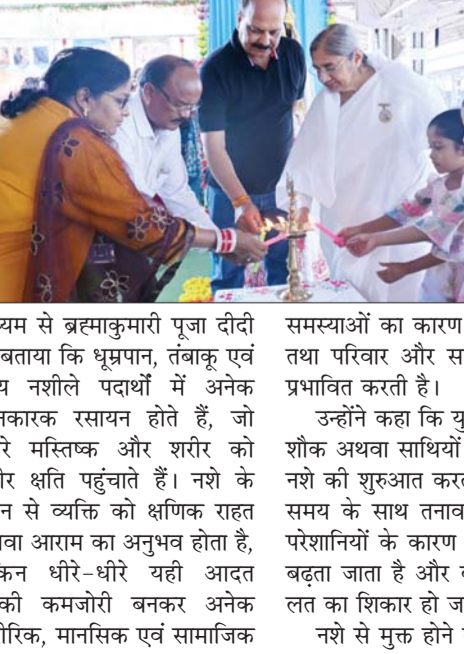 यम से ब्रह्माकुमारी पूजा दीदी
बताया कि धूम्रपान, तंबाकू एवं
य नशीले पदार्थों में अनेक
नकारक रसायन होते हैं, जो
रे मस्तिष्क और शरीर को
ीर क्षति पहुंचाते हैं। नशे के
न से व्यक्ति को क्षणिक राहत
वा आराम का अनुभव होता है,
कन धीरे-धीरे यही आदत
की कमजोरी बनकर अनेक
ीरिक, मानसिक एवं सामाजिक
समस्याओं का कारण
तथा परिवार और स
प्रभावित करती है।
उन्होंने कहा कि यु
शौक अथवा साथियों
नशे की शुरुआत करत
समय के साथ तनाव
परेशानियों के कारण
बढ़ता जाता है और व
लत का शिकार हो ज
नशे से मुक्त होने